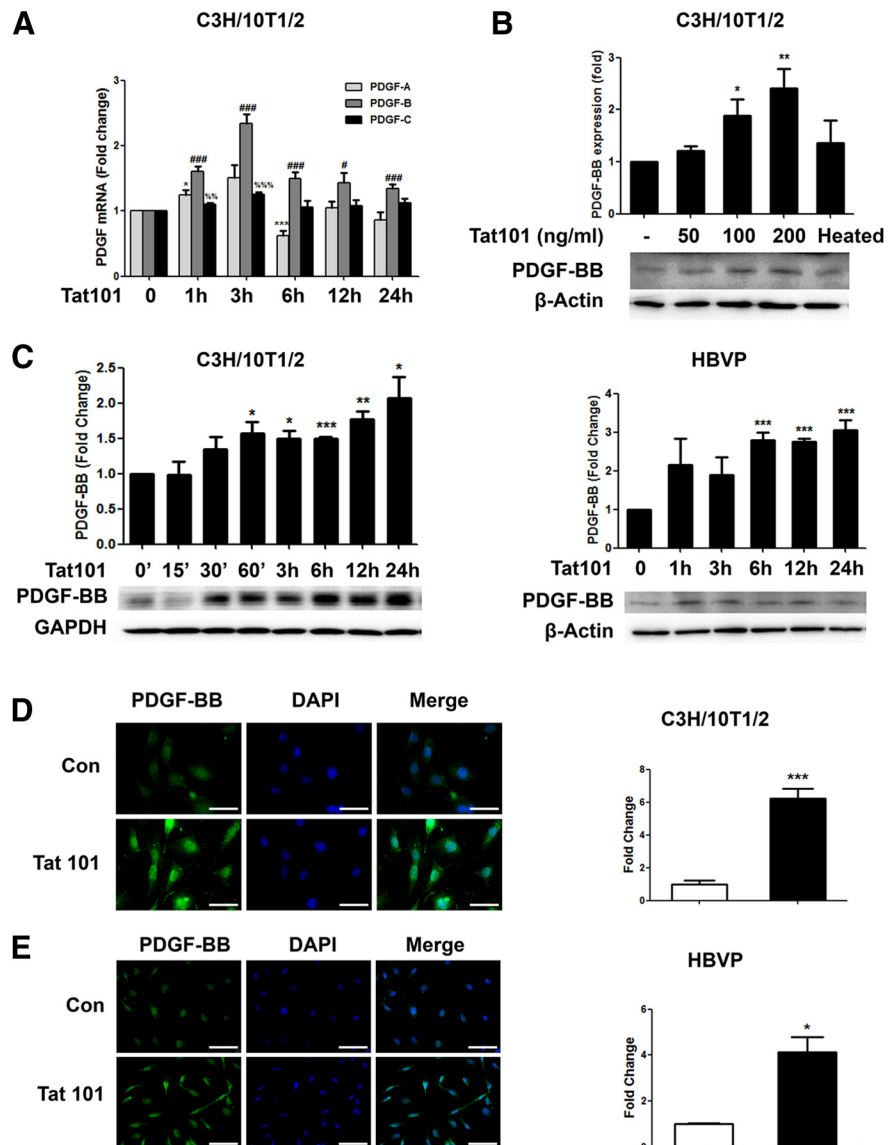 A
C3H/10T1/2
PDGF mRNA (Fold change)
3
2
1
0
PDGF-A
PDGF-B
PDGF-C
* ### %%
### %%%
*** ###
#
###
Tat101 0 1h 3h 6h 12h 24h
B
C3H/10T1/2
PDGF-BB expression (fold)
3
2
1
0
*
**
Tat101 (ng/ml) - 50 100 200 Heated
PDGF-BB
β-Actin
C
C3H/10T1/2
PDGF-BB (Fold Change)
2.5
2.0
1.5
1.0
0.5
0.0
* * *** ** *
Tat101 0' 15' 30' 60' 3h 6h 12h 24h
PDGF-BB
GAPDH
HBVP
PDGF-BB (Fold Change)
4
3
2
1
0
*** *** ***
Tat101 0 1h 3h 6h 12h 24h
PDGF-BB
β-Actin
D
PDGF-BB DAPI Merge
Con
Tat 101
C3H/10T1/2
Fold Change
8
6
4
2
0
***
E
PDGF-BB DAPI Merge
Con
Tat 101
HBVP
Fold Change
6
4
2
0
*